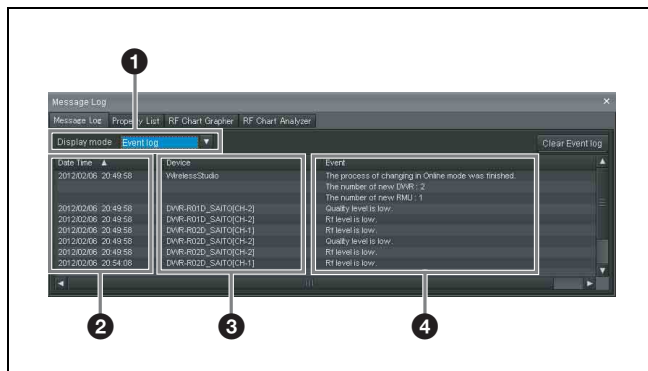 1
Message Log ×
Message Log Property List RF Chart Grapher RF Chart Analyzer
Display mode Event log Clear Event log
Date Time Device Event
2012/02/06 20:49:58 WirelessStudio The process of changing in Online mode was finished.
The number of new DWR : 2
The number of new RMU : 1
2012/02/06 20:49:58 DWR-R01D_SAITO[CH-2] Quality level is low.
2012/02/06 20:49:58 DWR-R01D_SAITO[CH-2] Rf level is low.
2012/02/06 20:49:58 DWR-R01D_SAITO[CH-1] Rf level is low.
2012/02/06 20:49:58 DWR-R02D_SAITO[CH-2] Quality level is low.
2012/02/06 20:49:58 DWR-R02D_SAITO[CH-2] Rf level is low.
2012/02/06 20:54:08 DWR-R02D_SAITO[CH-1] Rf level is low.
2 3 4